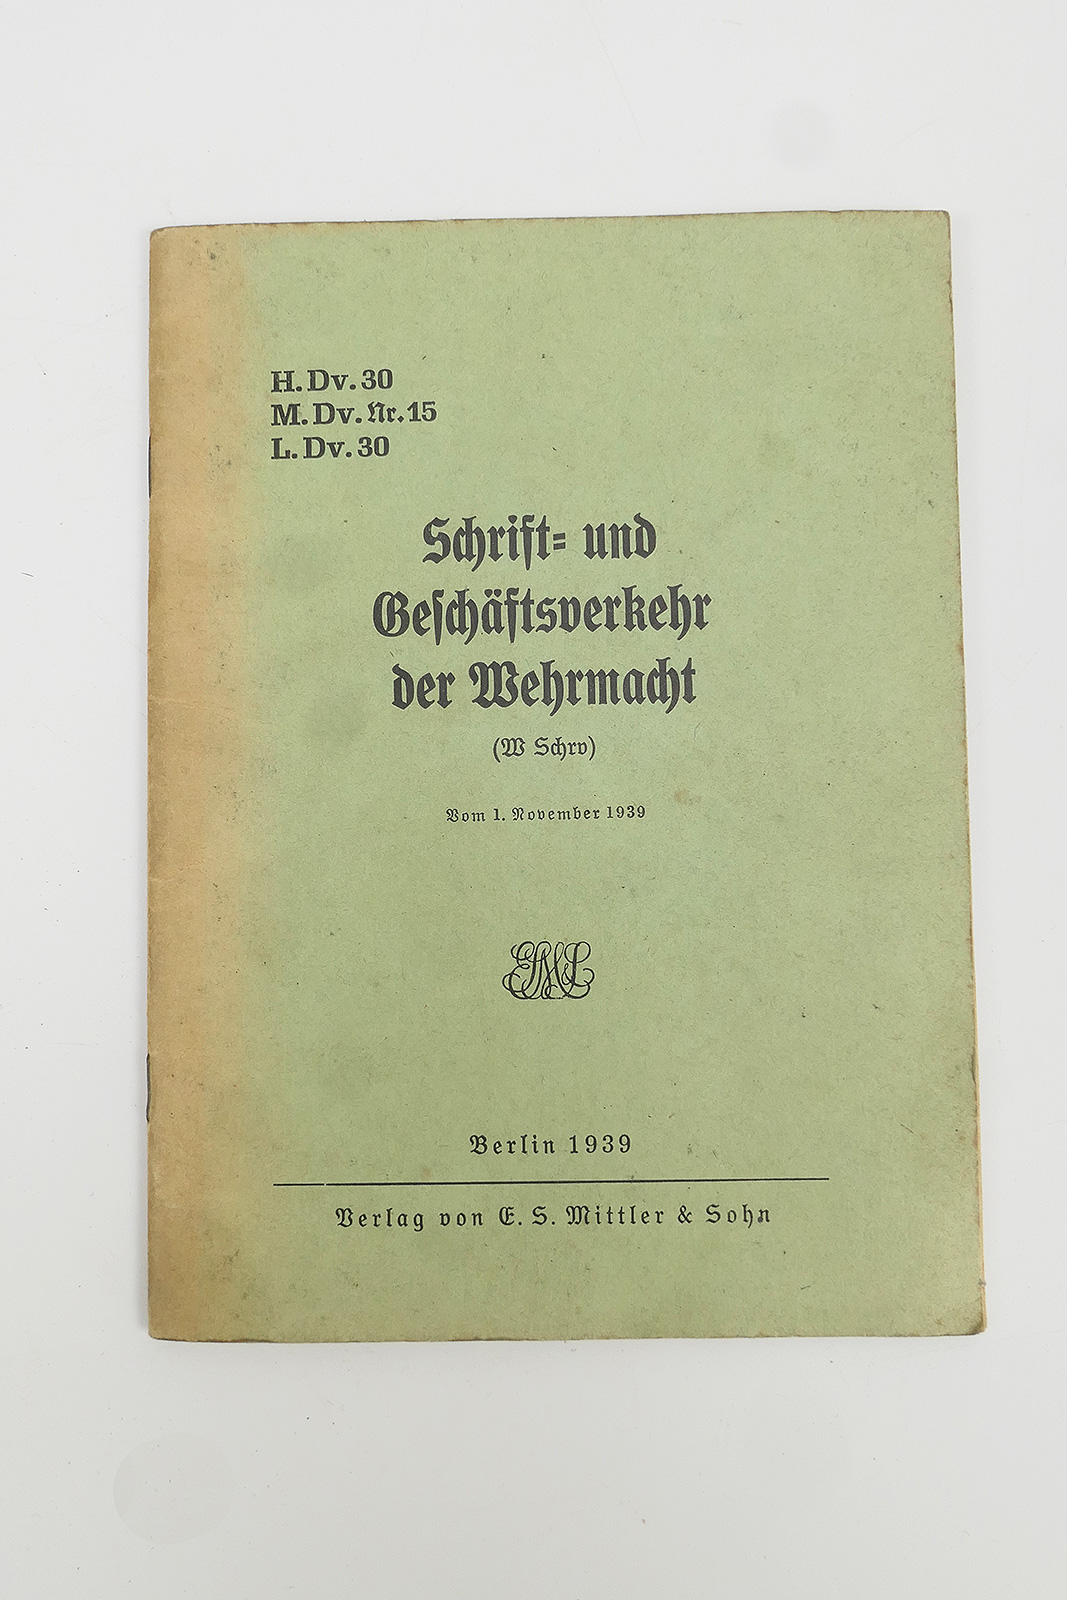 H. Dv. 30
M. Dv. Nr. 15
L. Dv. 30
Schrift= und
Geſchäftsverkehr
der Wehrmacht
(W Schrv)
Vom 1. November 1939
Berlin 1939
Verlag von E. S. Mittler & Sohn